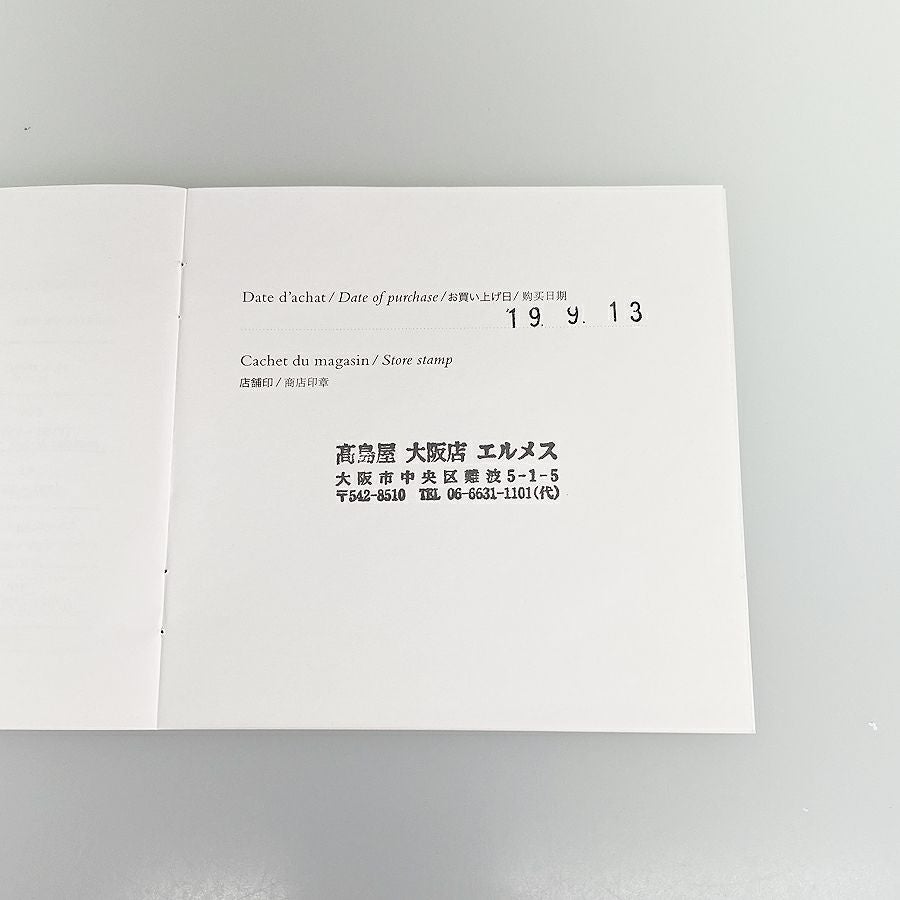 Date d'achat / Date of purchase / お買い上げ日 / 购买日期
19. 9. 13
Cachet du magasin / Store stamp
店舗印 / 商店印章
髙島屋 大阪店 エルメス
大阪市中央区難波5-1-5
〒542-8510 TEL 06-6631-1101(代)